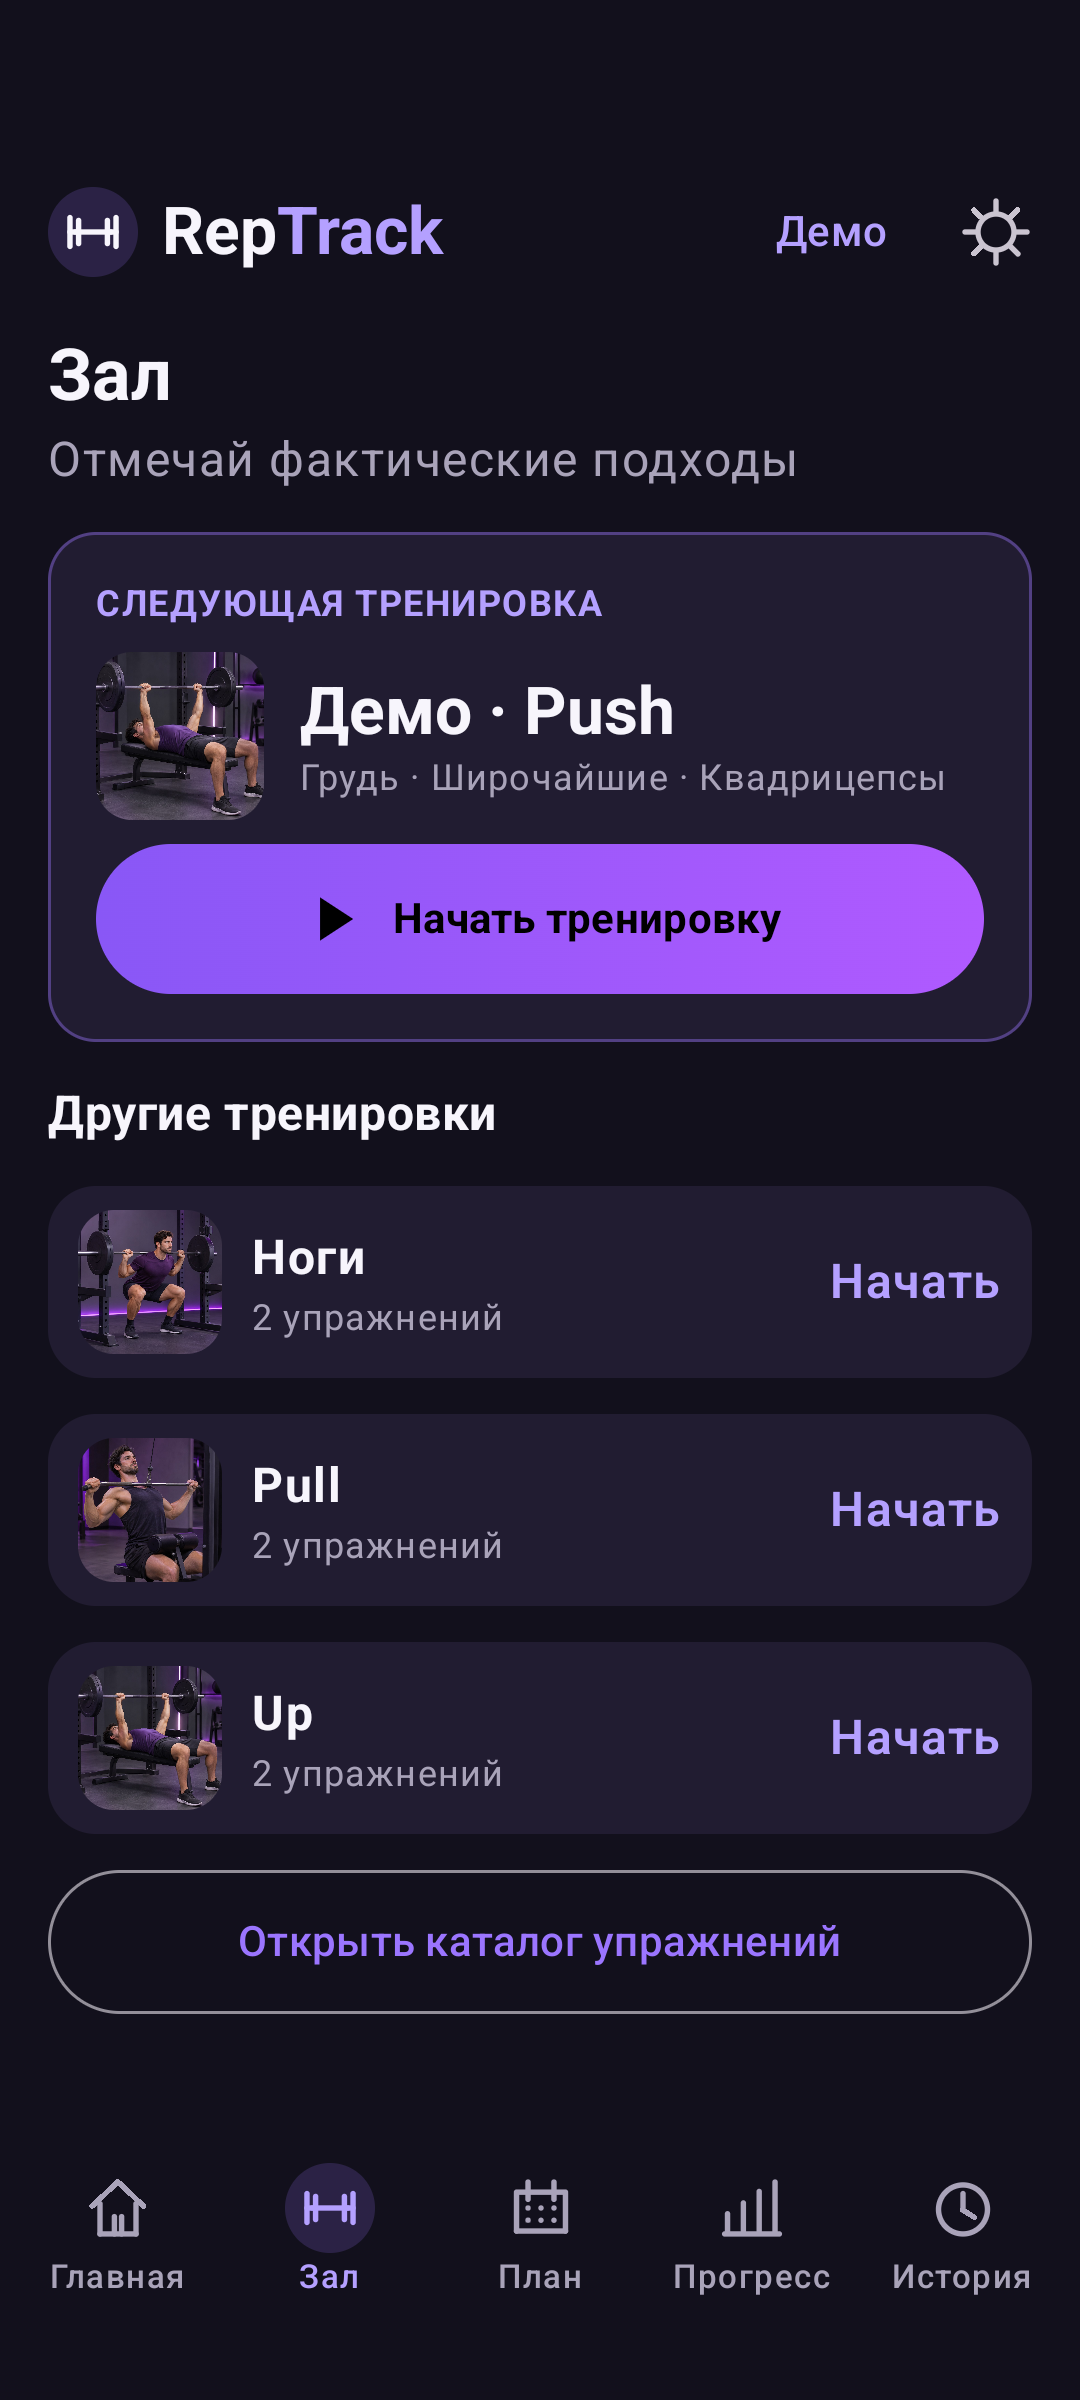 RepTrack
Демо
Зал
Отмечай фактические подходы
СЛЕДУЮЩАЯ ТРЕНИРОВКА
Демо · Push
Грудь · Широчайшие · Квадрицепсы
Начать тренировку
Другие тренировки
Ноги
2 упражнений
Начать
Pull
2 упражнений
Начать
Up
2 упражнений
Начать
Открыть каталог упражнений
Главная
Зал
План
Прогресс
История